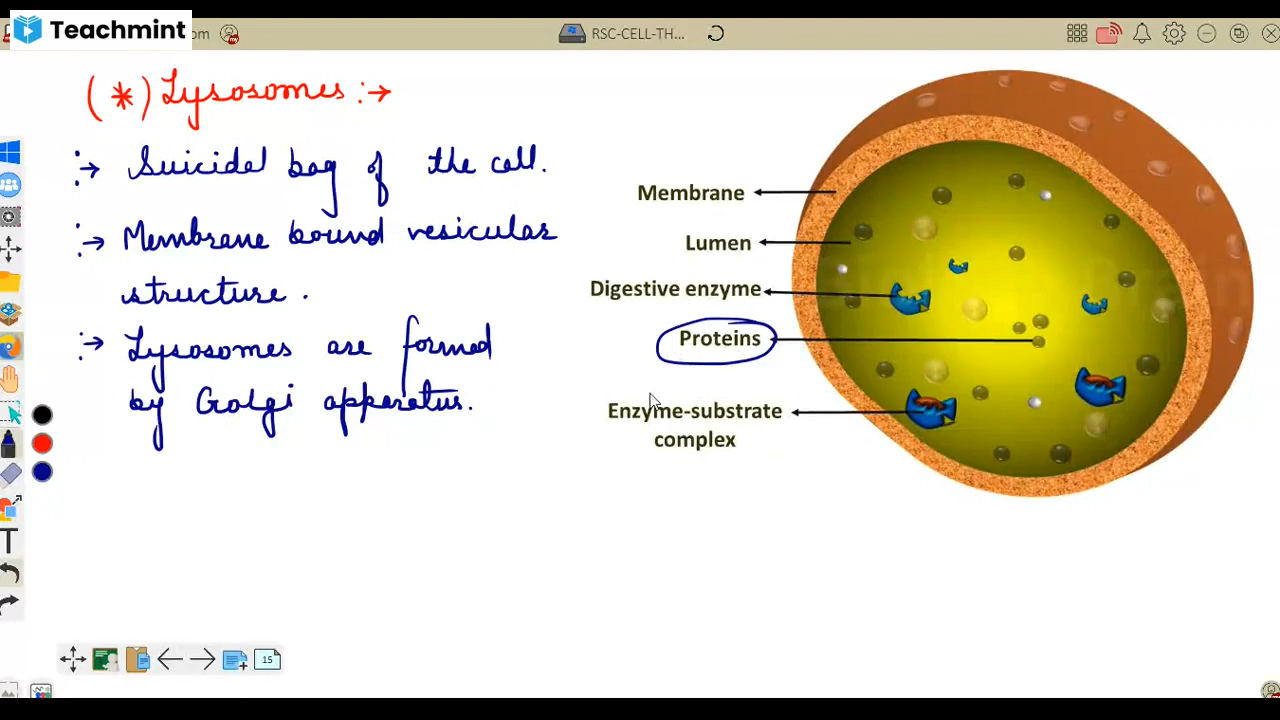 Teachmint
om
RSC-CELL-TH...
(*) Lysosomes :→
:→ Suicidal bag of the cell.
:→ Membrane bound vesicular
structure.
:→ Lysosomes are formed
by Golgi apparatus.
Membrane
Lumen
Digestive enzyme
Proteins
Enzyme-substrate
complex
T
15